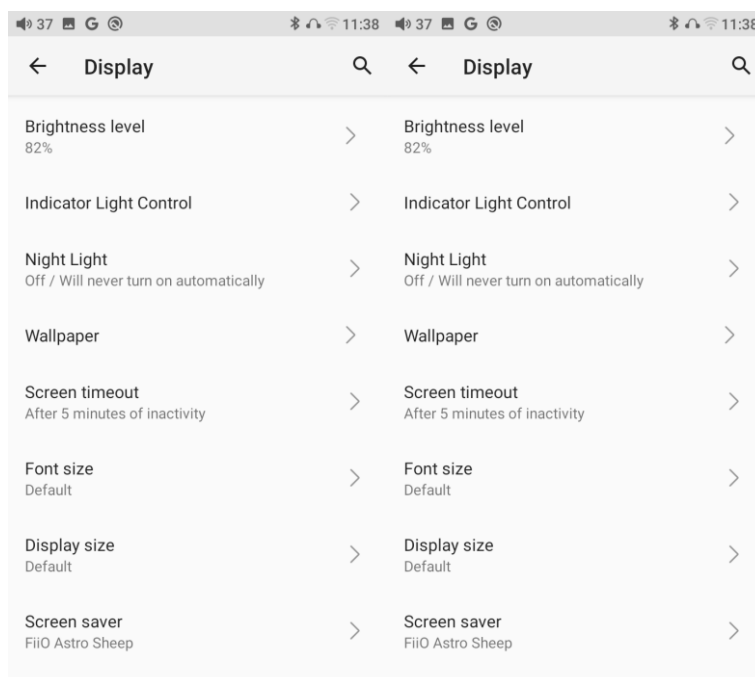 37 G 11:38
Display
Brightness level
82%
Indicator Light Control
Night Light
Off / Will never turn on automatically
Wallpaper
Screen timeout
After 5 minutes of inactivity
Font size
Default
Display size
Default
Screen saver
FiiO Astro Sheep
37 G 11:38
Display
Brightness level
82%
Indicator Light Control
Night Light
Off / Will never turn on automatically
Wallpaper
Screen timeout
After 5 minutes of inactivity
Font size
Default
Display size
Default
Screen saver
FiiO Astro Sheep